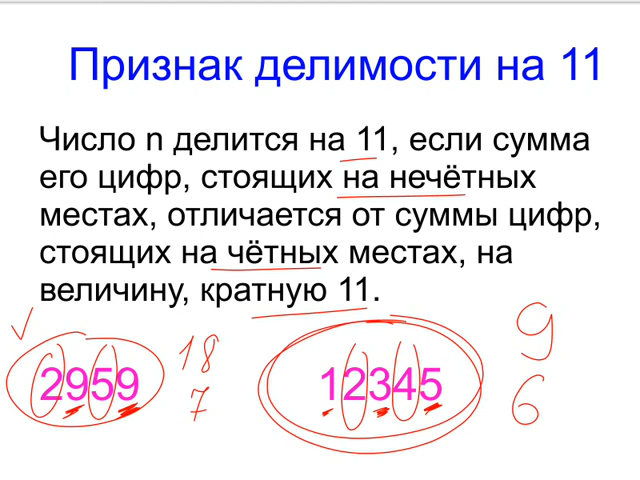 Признак делимости на 11
Число n делится на 11, если сумма
его цифр, стоящих на нечётных
местах, отличается от суммы цифр,
стоящих на чётных местах, на
величину, кратную 11.
2959 18 12345 9
7 6